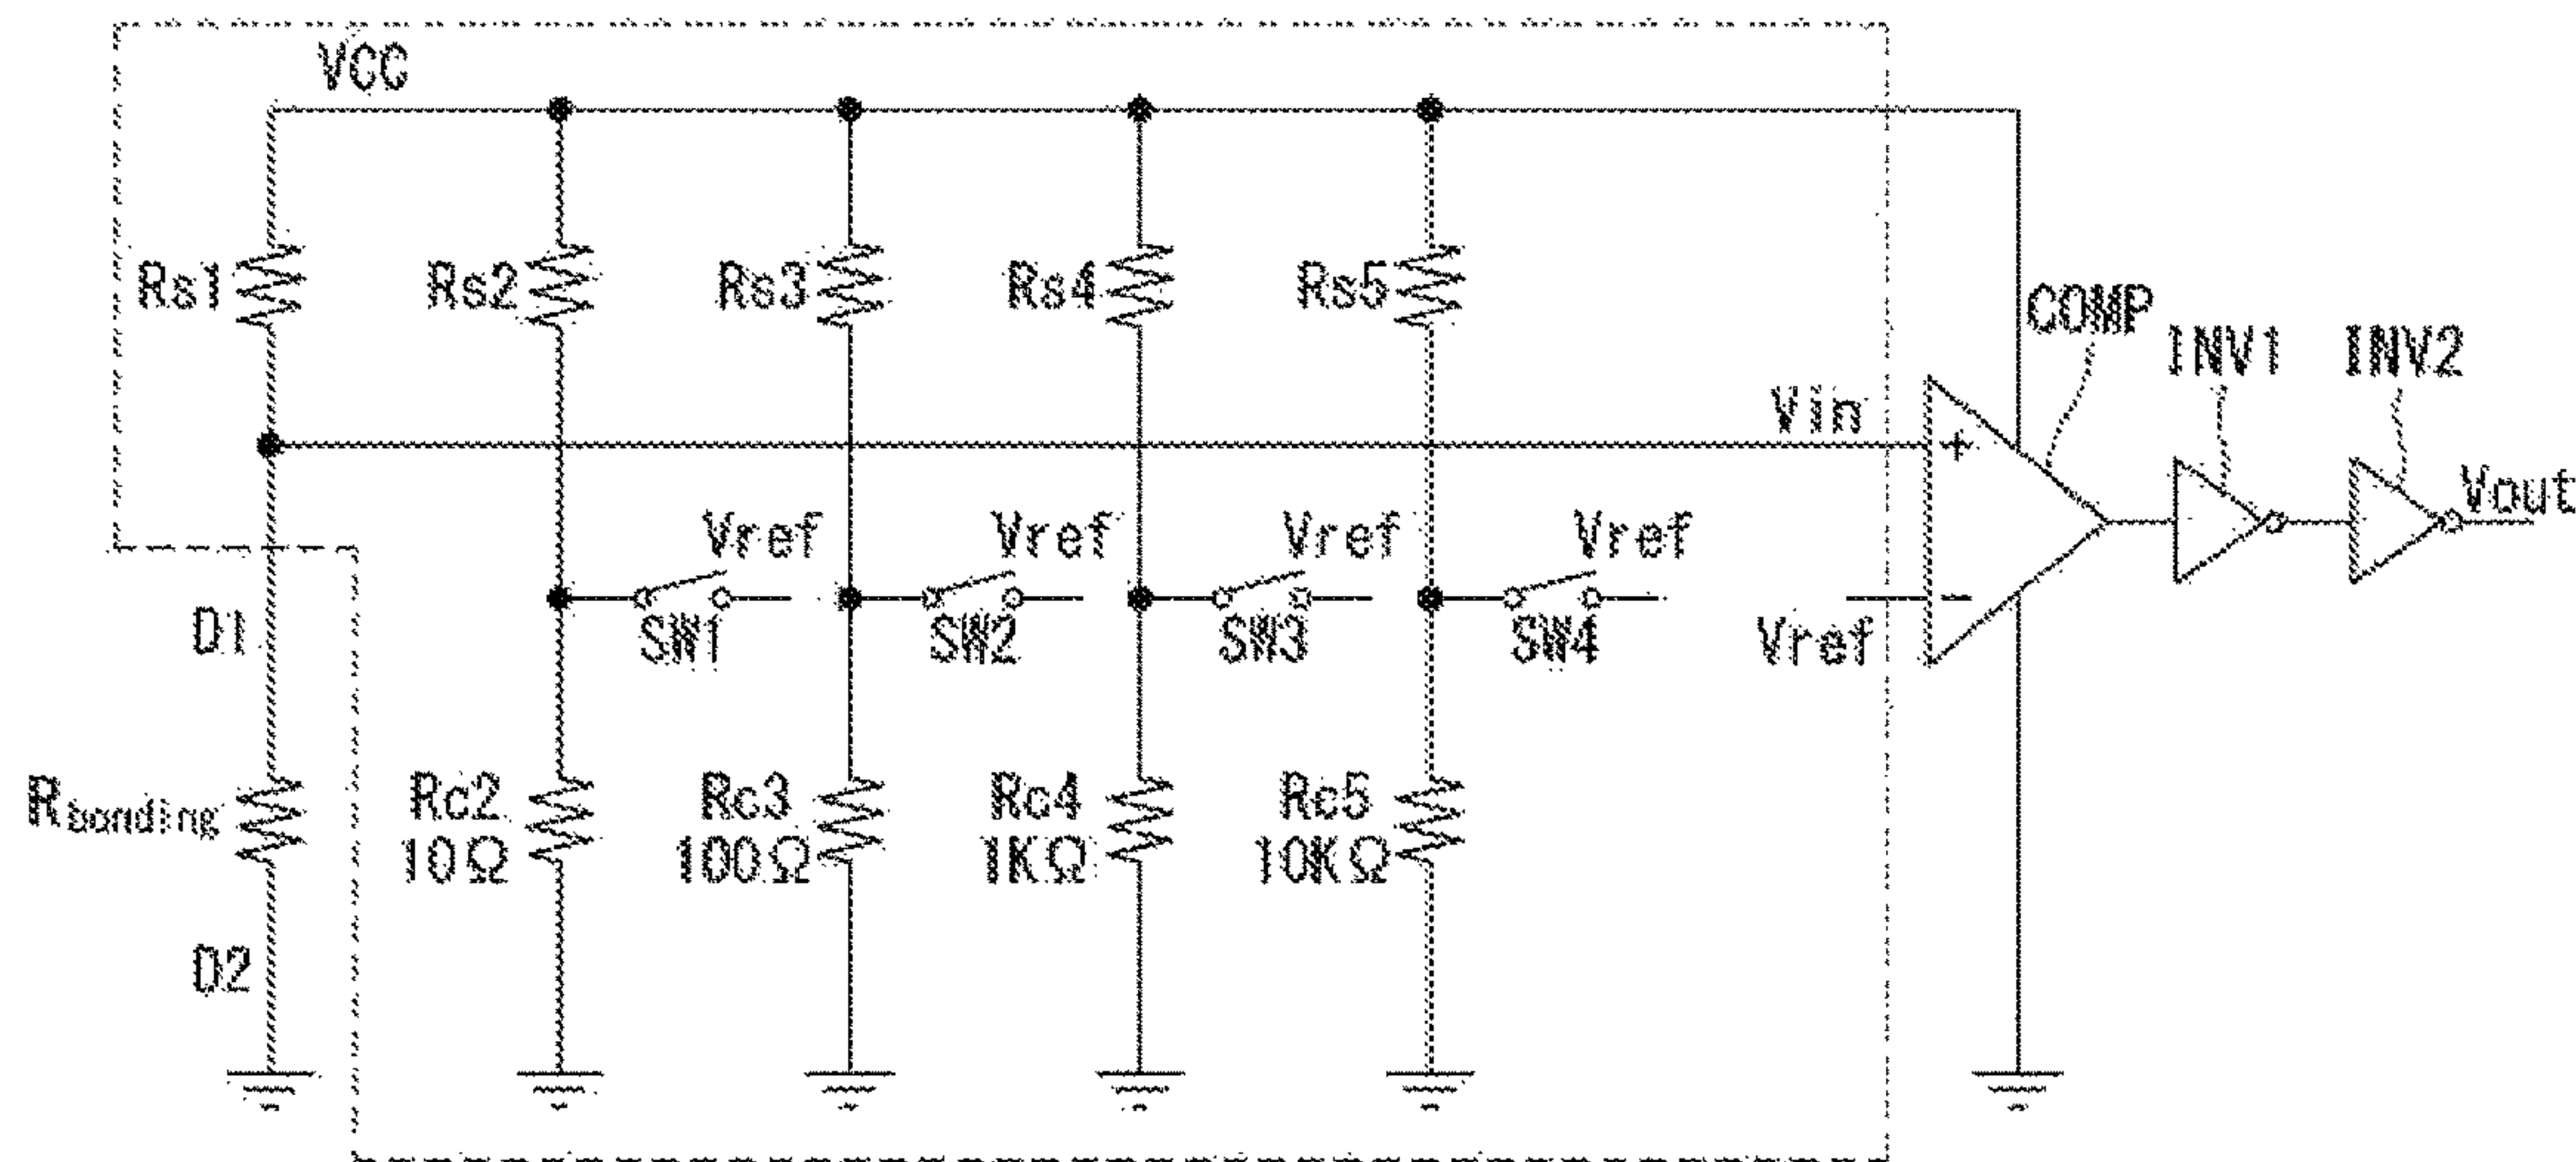 VCC
Rs1
Rs2
Rs3
Rs4
Rs5
COMP
INV1
INV2
Vin
+
Vout
Vref
Vref
Vref
Vref
SW1
SW2
SW3
SW4
Vref
−
D1
Rbonding
Rc2
10Ω
Rc3
100Ω
Rc4
1KΩ
Rc5
10KΩ
D2